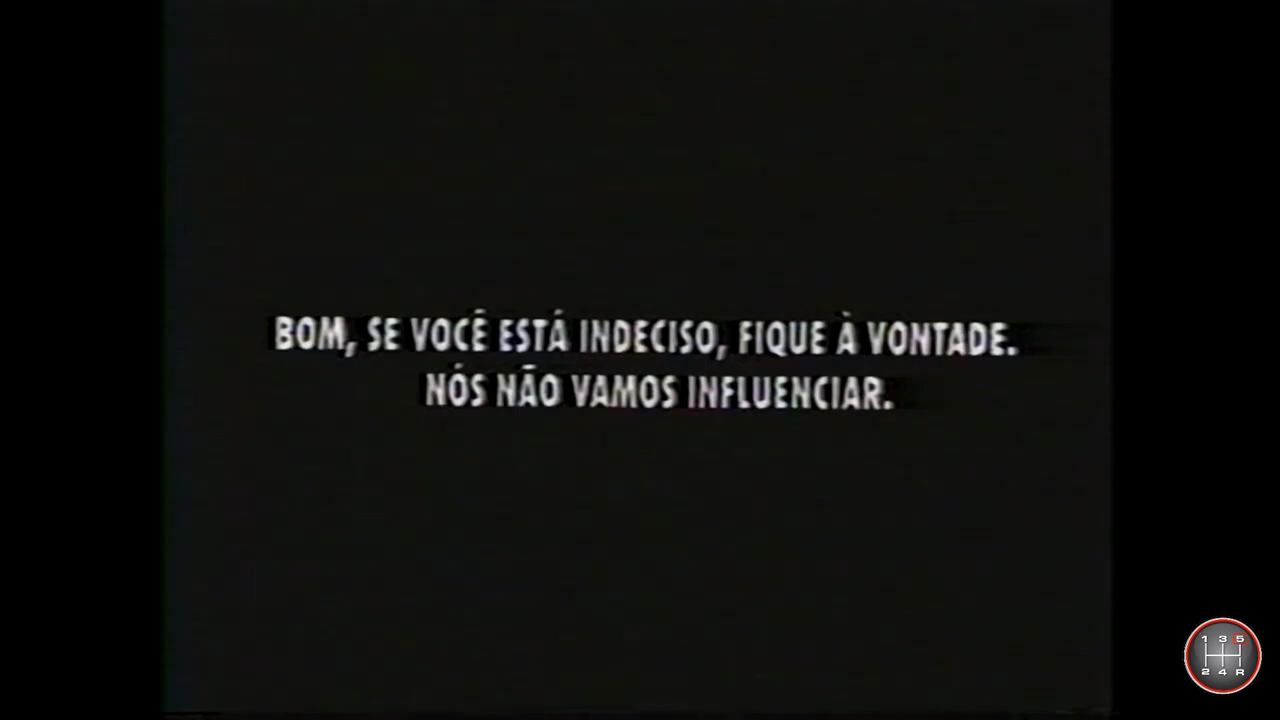 BOM, SE VOCÊ ESTÁ INDECISO, FIQUE À VONTADE.
NÓS NÃO VAMOS INFLUENCIAR.
1 3 5
2 4 R